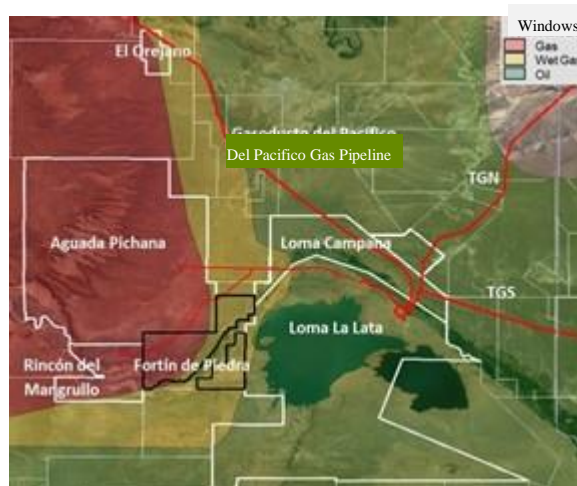 Windows
Gas
Wet Gas
Oil
El Orejano
Gasoducto del Pacifico
Del Pacifico Gas Pipeline
TGN
Aguada Pichana
Loma Campana
TGS
Loma La Lata
Rincón del
Mangrullo
Fortín de Piedra